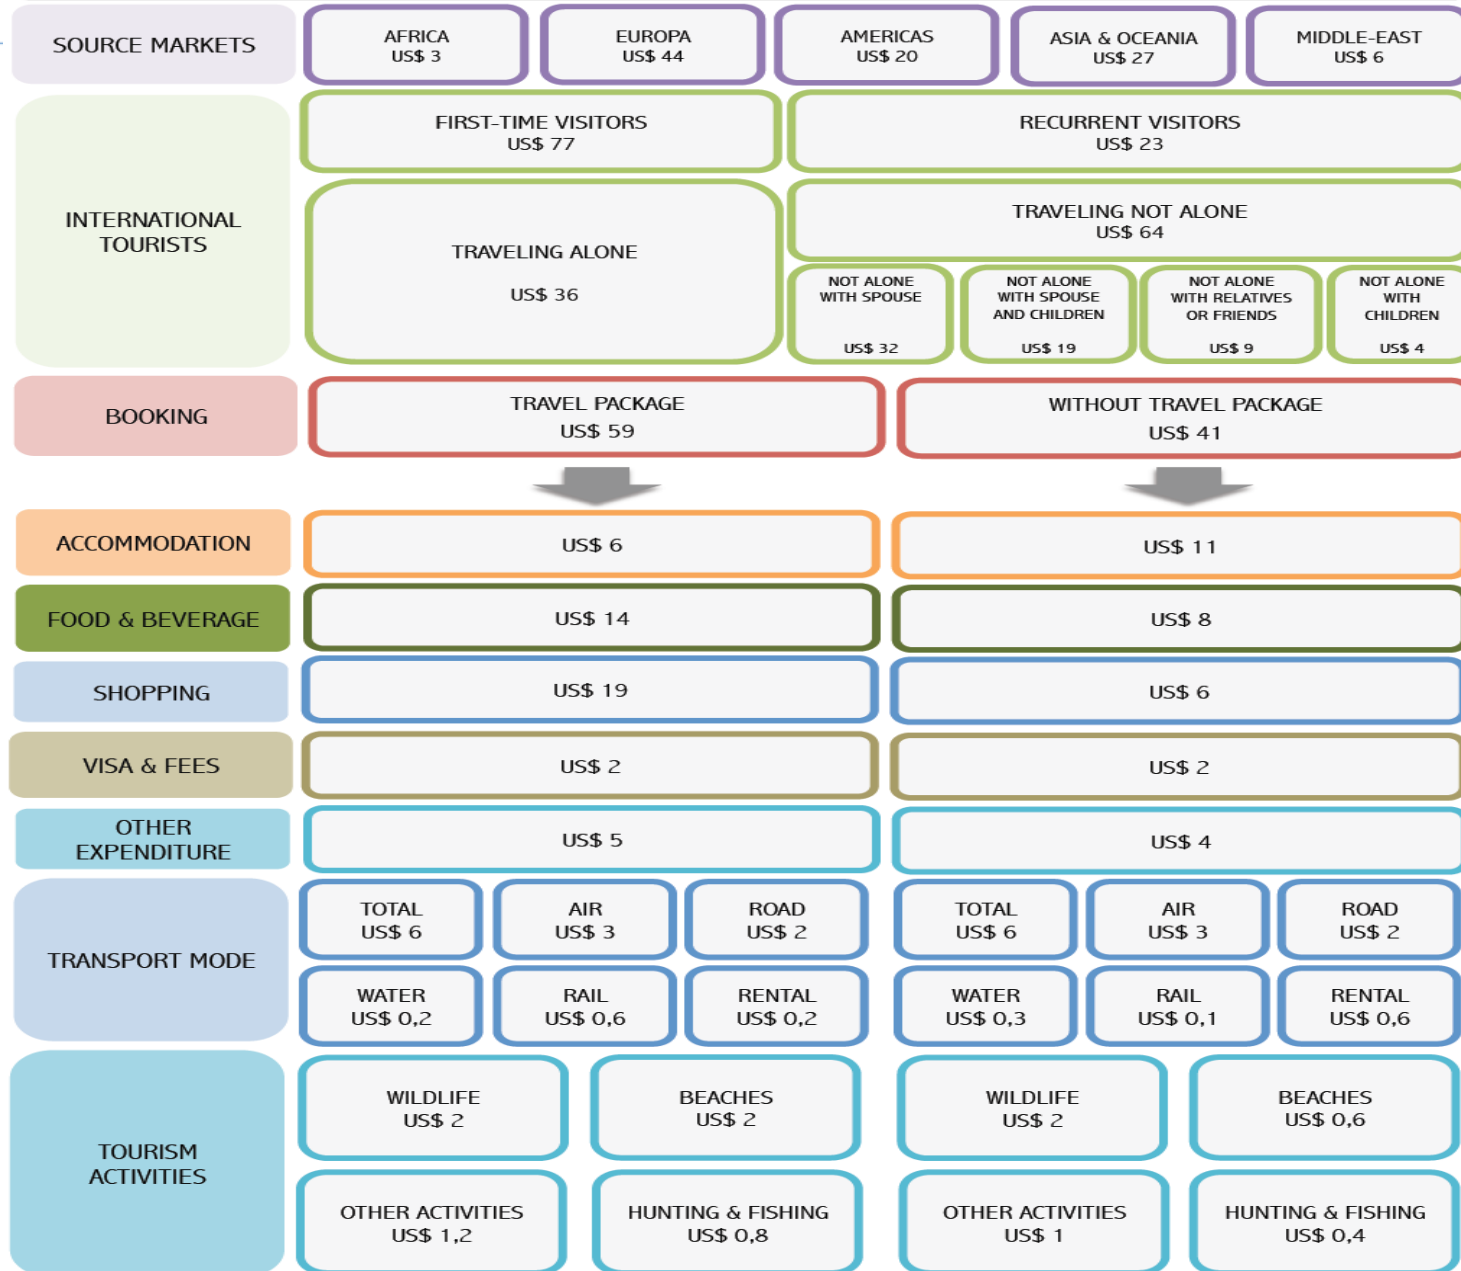 SOURCE MARKETS
AFRICA
US$ 3
EUROPA
US$ 44
AMERICAS
US$ 20
ASIA & OCEANIA
US$ 27
MIDDLE-EAST
US$ 6
INTERNATIONAL
TOURISTS
FIRST-TIME VISITORS
US$ 77
RECURRENT VISITORS
US$ 23
TRAVELING ALONE
US$ 36
TRAVELING NOT ALONE
US$ 64
NOT ALONE
WITH SPOUSE
US$ 32
NOT ALONE
WITH SPOUSE
AND CHILDREN
US$ 19
NOT ALONE
WITH RELATIVES
OR FRIENDS
US$ 9
NOT ALONE
WITH
CHILDREN
US$ 4
BOOKING
TRAVEL PACKAGE
US$ 59
WITHOUT TRAVEL PACKAGE
US$ 41
ACCOMMODATION
US$ 6
US$ 11
FOOD & BEVERAGE
US$ 14
US$ 8
SHOPPING
US$ 19
US$ 6
VISA & FEES
US$ 2
US$ 2
OTHER
EXPENDITURE
US$ 5
US$ 4
TRANSPORT MODE
TOTAL
US$ 6
AIR
US$ 3
ROAD
US$ 2
TOTAL
US$ 6
AIR
US$ 3
ROAD
US$ 2
WATER
US$ 0,2
RAIL
US$ 0,6
RENTAL
US$ 0,2
WATER
US$ 0,3
RAIL
US$ 0,1
RENTAL
US$ 0,6
TOURISM
ACTIVITIES
WILDLIFE
US$ 2
BEACHES
US$ 2
WILDLIFE
US$ 2
BEACHES
US$ 0,6
OTHER ACTIVITIES
US$ 1,2
HUNTING & FISHING
US$ 0,8
OTHER ACTIVITIES
US$ 1
HUNTING & FISHING
US$ 0,4